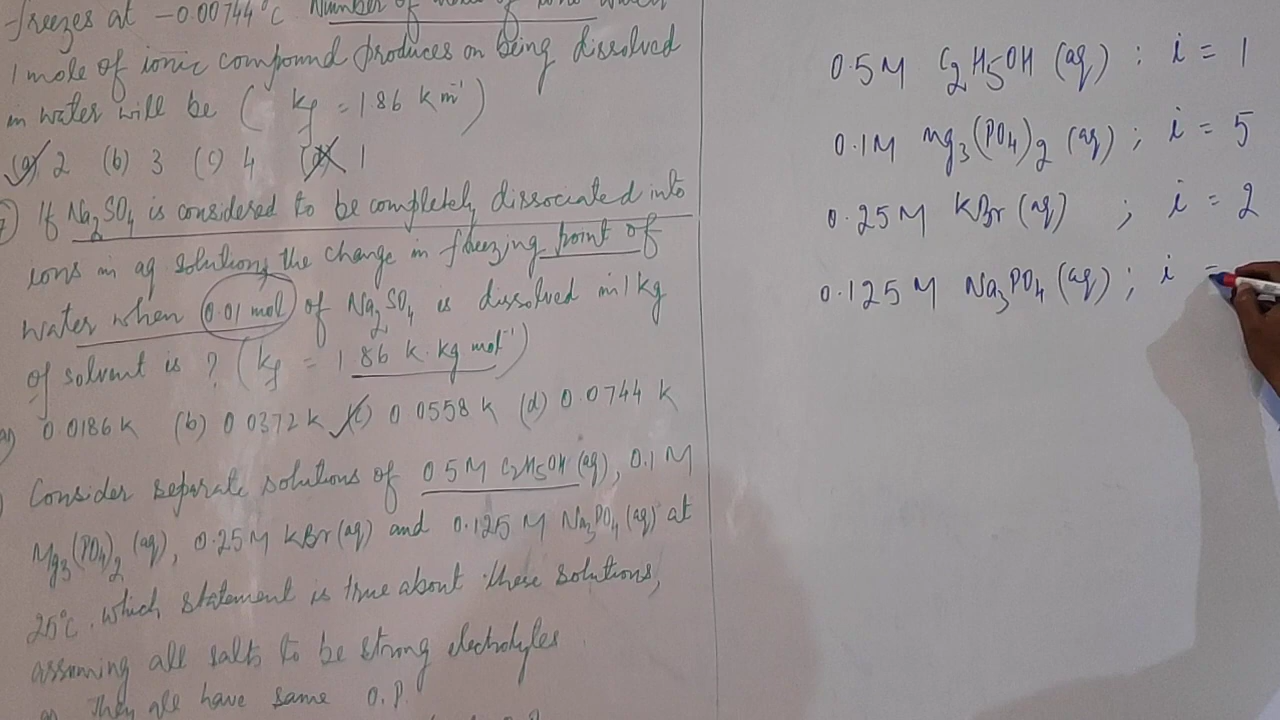 freezes at -0.00744°C. Number of
1 mole of ionic compound produces on being dissolved
in water will be ( kf = 1.86 K m⁻¹)
(a) 2 (b) 3 (c) 4 (d) 1
If Na₂SO₄ is considered to be completely dissociated into
ions in aq solution, the change in freezing point of
water when 0.01 mol of Na₂SO₄ is dissolved in 1 kg
of solvent is ? (kf = 1.86 K.kg mol⁻¹)
0.0186 K (b) 0.0372 K (c) 0.0558 K (d) 0.0744 K
Consider separate solutions of 0.5 M C₂H₅OH (aq), 0.1 M
Mg₃(PO₄)₂ (aq), 0.25 M KBr (aq) and 0.125 M Na₃PO₄ (aq) at
25°C. Which statement is true about these solutions,
assuming all salts to be strong electrolytes
They all have same O.P.
0.5 M C₂H₅OH (aq) : i = 1
0.1 M Mg₃(PO₄)₂ (aq) ; i = 5
0.25 M KBr (aq) ; i = 2
0.125 M Na₃PO₄ (aq) ; i =